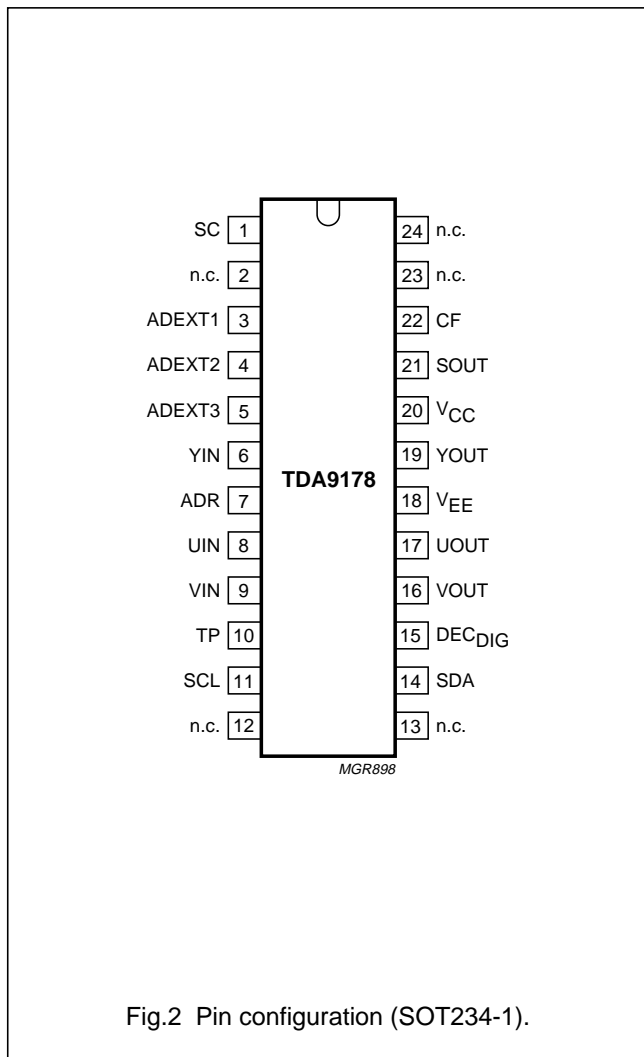 SC 1 24 n.c.
n.c. 2 23 n.c.
ADEXT1 3 22 CF
ADEXT2 4 21 SOUT
ADEXT3 5 20 VCC
YIN 6 19 YOUT
TDA9178
ADR 7 18 VEE
UIN 8 17 UOUT
VIN 9 16 VOUT
TP 10 15 DECDIG
SCL 11 14 SDA
n.c. 12 13 n.c.
MGR898
Fig.2 Pin configuration (SOT234-1).